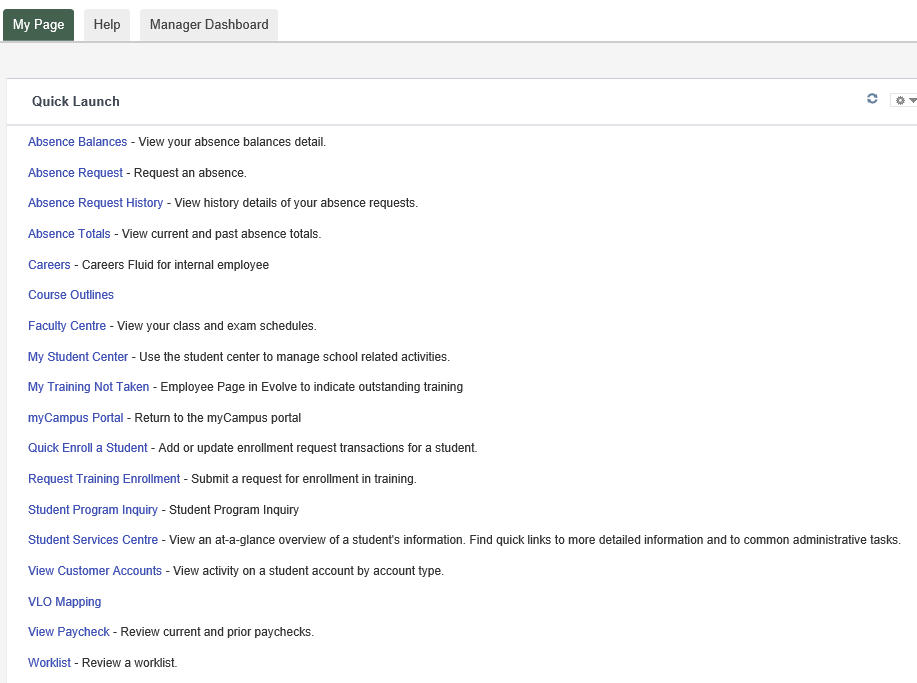 My Page Help Manager Dashboard
Quick Launch
Absence Balances - View your absence balances detail.
Absence Request - Request an absence.
Absence Request History - View history details of your absence requests.
Absence Totals - View current and past absence totals.
Careers - Careers Fluid for internal employee
Course Outlines
Faculty Centre - View your class and exam schedules.
My Student Center - Use the student center to manage school related activities.
My Training Not Taken - Employee Page in Evolve to indicate outstanding training
myCampus Portal - Return to the myCampus portal
Quick Enroll a Student - Add or update enrollment request transactions for a student.
Request Training Enrollment - Submit a request for enrollment in training.
Student Program Inquiry - Student Program Inquiry
Student Services Centre - View an at-a-glance overview of a student's information. Find quick links to more detailed information and to common administrative tasks.
View Customer Accounts - View activity on a student account by account type.
VLO Mapping
View Paycheck - Review current and prior paychecks.
Worklist - Review a worklist.